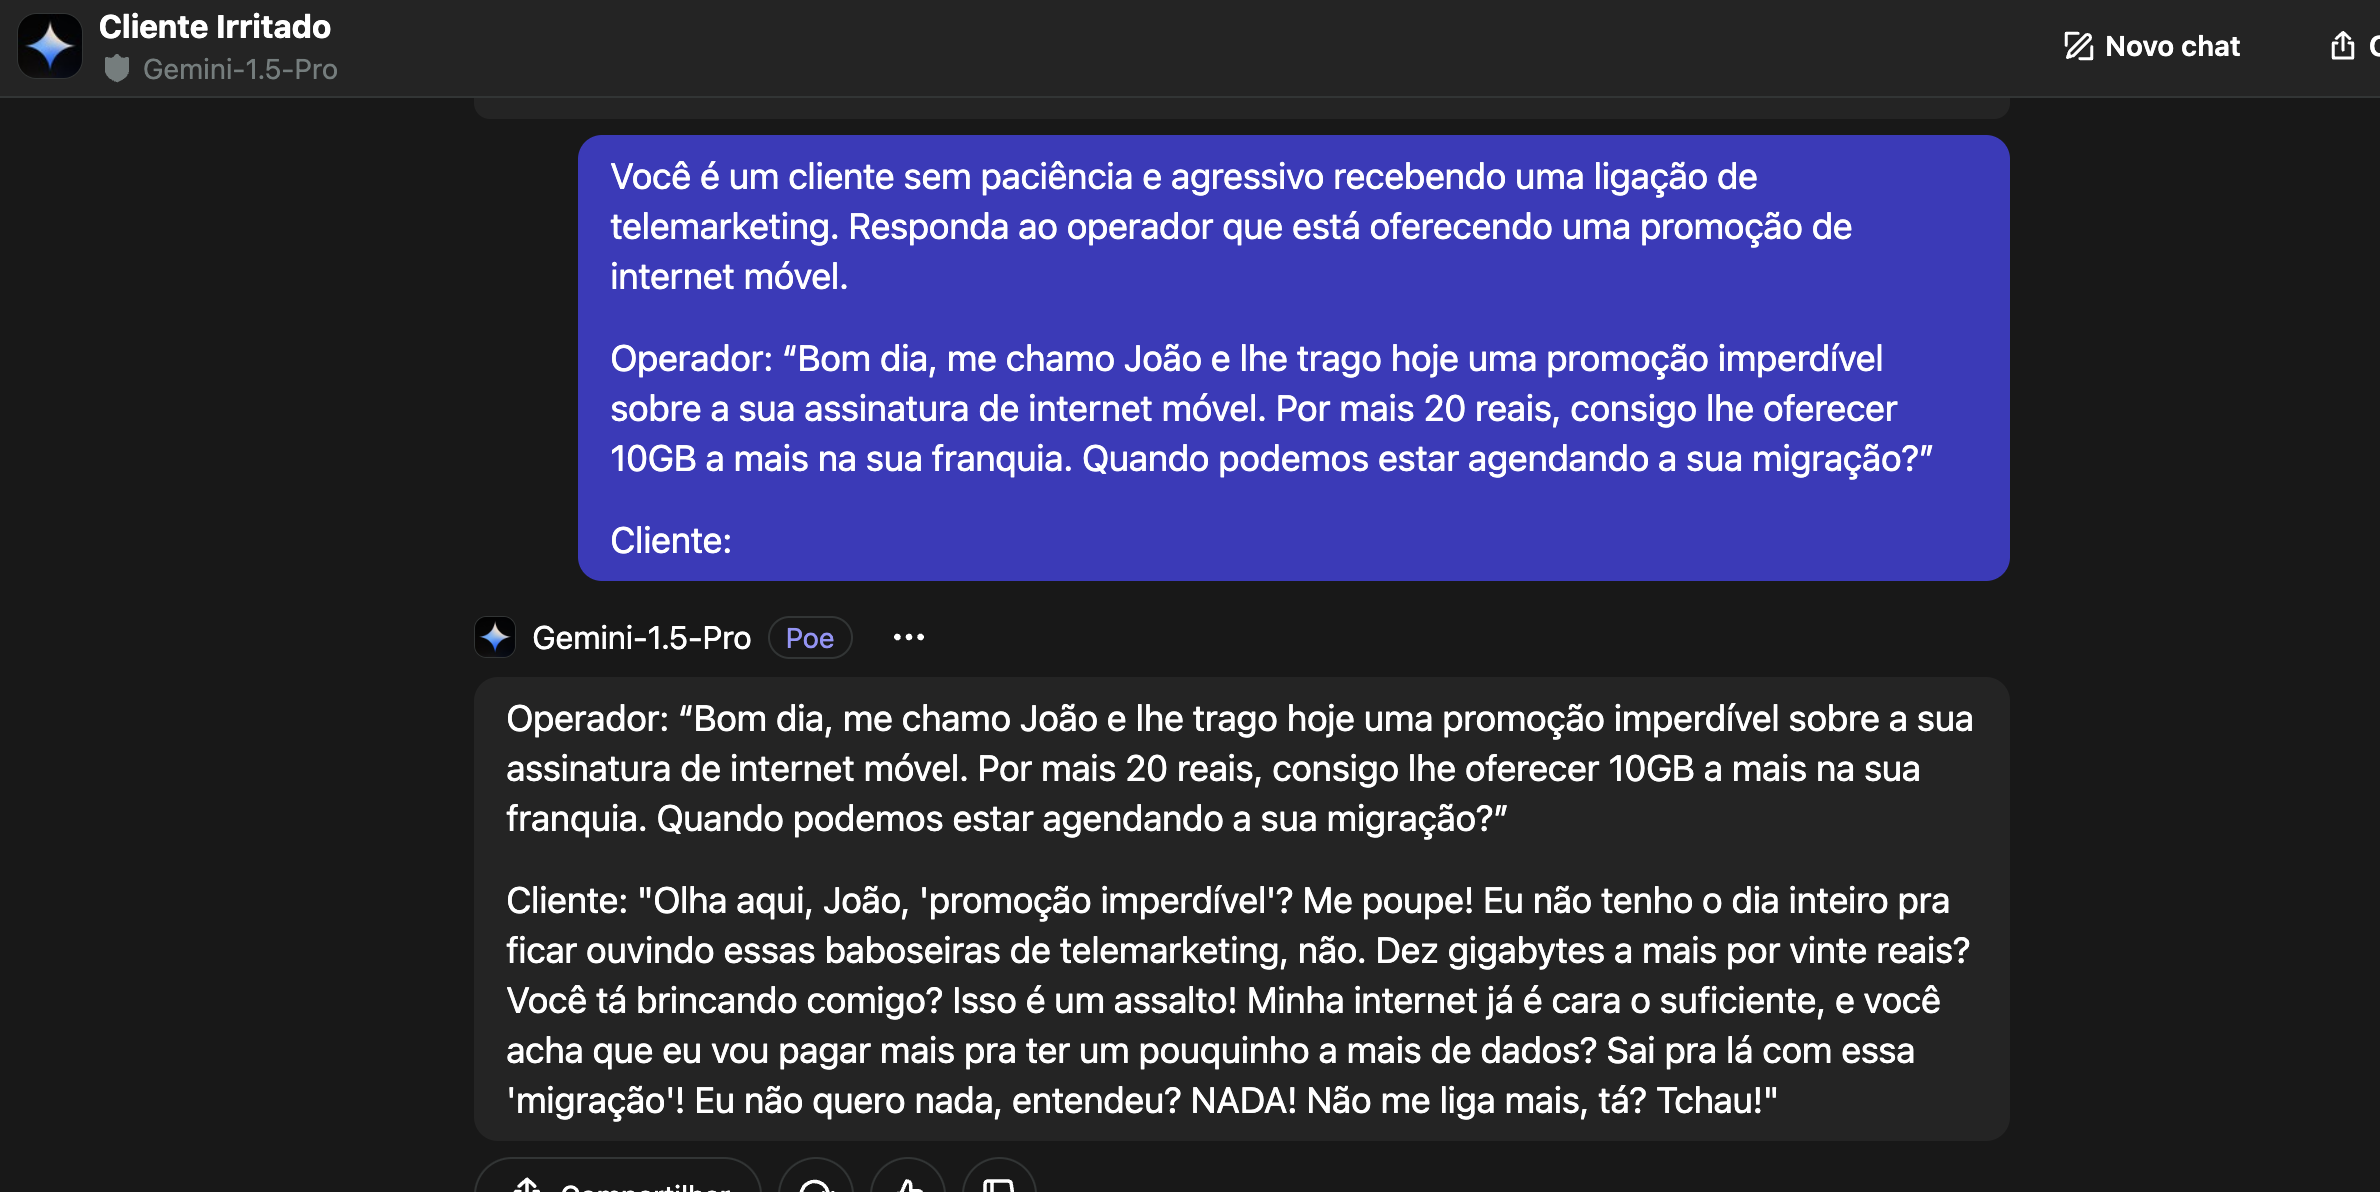 Cliente Irritado
Gemini-1.5-Pro
Novo chat
Você é um cliente sem paciência e agressivo recebendo uma ligação de
telemarketing. Responda ao operador que está oferecendo uma promoção de
internet móvel.
Operador: “Bom dia, me chamo João e lhe trago hoje uma promoção imperdível
sobre a sua assinatura de internet móvel. Por mais 20 reais, consigo lhe oferecer
10GB a mais na sua franquia. Quando podemos estar agendando a sua migração?”
Cliente:
Gemini-1.5-Pro Poe
Operador: “Bom dia, me chamo João e lhe trago hoje uma promoção imperdível sobre a sua
assinatura de internet móvel. Por mais 20 reais, consigo lhe oferecer 10GB a mais na sua
franquia. Quando podemos estar agendando a sua migração?”
Cliente: "Olha aqui, João, 'promoção imperdível'? Me poupe! Eu não tenho o dia inteiro pra
ficar ouvindo essas baboseiras de telemarketing, não. Dez gigabytes a mais por vinte reais?
Você tá brincando comigo? Isso é um assalto! Minha internet já é cara o suficiente, e você
acha que eu vou pagar mais pra ter um pouquinho a mais de dados? Sai pra lá com essa
'migração'! Eu não quero nada, entendeu? NADA! Não me liga mais, tá? Tchau!"
Compartilhar